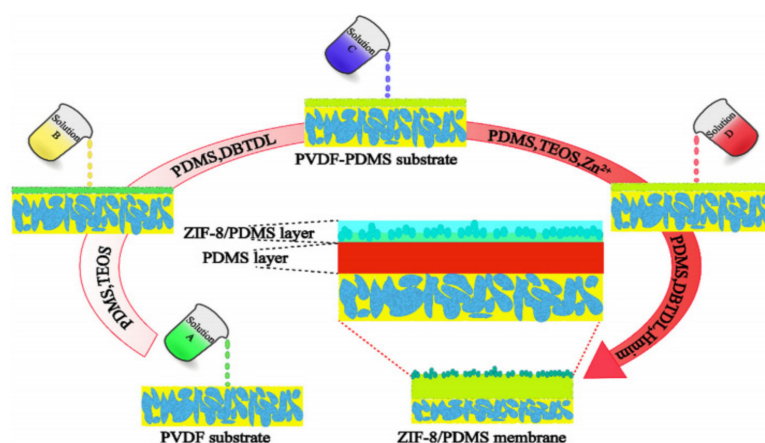 Solution
C
Solution
B
Solution
D
PDMS,DBTDL
PDMS,TEOS,Zn²⁺
PVDF-PDMS substrate
ZIF-8/PDMS layer
PDMS layer
PDMS,TEOS
PDMS,DBTDL,Hmim
Solution
A
PVDF substrate
ZIF-8/PDMS membrane